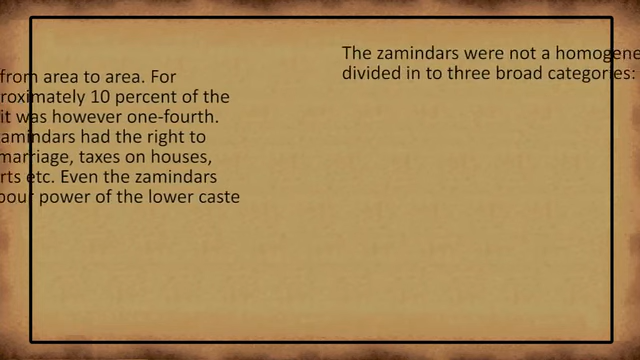 from area to area. For
roximately 10 percent of the
it was however one-fourth.
amindars had the right to
marriage, taxes on houses,
rts etc. Even the zamindars
bour power of the lower caste
The zamindars were not a homogene
divided in to three broad categories: